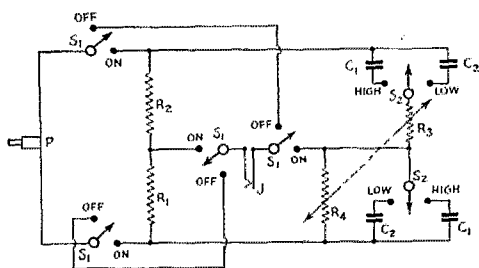 OFF
S1
ON
P
R2
C1
C2
HIGH
LOW
S2
OFF
ON
S1
S1
ON
R3
OFF
J
R1
R4
S2
LOW
HIGH
C2
C1
OFF
S1
ON